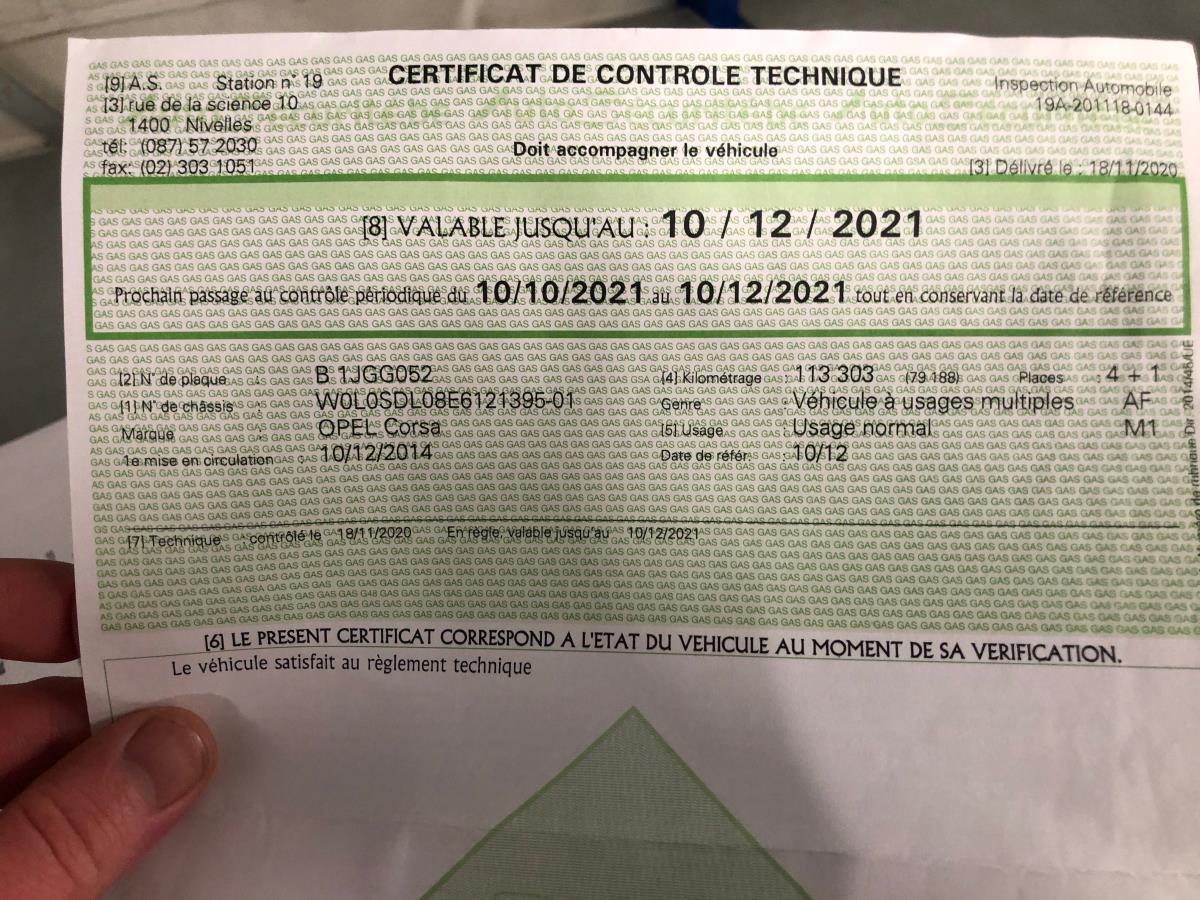 [9] A.S. Station n° 19
CERTIFICAT DE CONTROLE TECHNIQUE
Inspection Automobile
[3] rue de la science 10
19A-201118-0144
1400 Nivelles
tél: (087) 57 2030
Doit accompagner le véhicule
fax: (02) 303 1051
[3] Délivré le : 18/11/2020
[8] VALABLE JUSQU'AU : 10 / 12 / 2021
Prochain passage au contrôle périodique du 10/10/2021 au 10/12/2021 tout en conservant la date de référence
[2] N° de plaque : B 1JGG052 [4] Kilométrage : 113 303 (79 188) Places : 4 + 1
[1] N° de châssis : W0L0SDL08E6121395-01 Genre : Véhicule à usages multiples AF
Marque : OPEL Corsa [5] Usage : Usage normal M1
1e mise en circulation : 10/12/2014 Date de référ. : 10/12
[7] Technique : contrôlé le 18/11/2020 En règle, valable jusqu'au 10/12/2021
[6] LE PRESENT CERTIFICAT CORRESPOND A L'ETAT DU VEHICULE AU MOMENT DE SA VERIFICATION.
Le véhicule satisfait au règlement technique